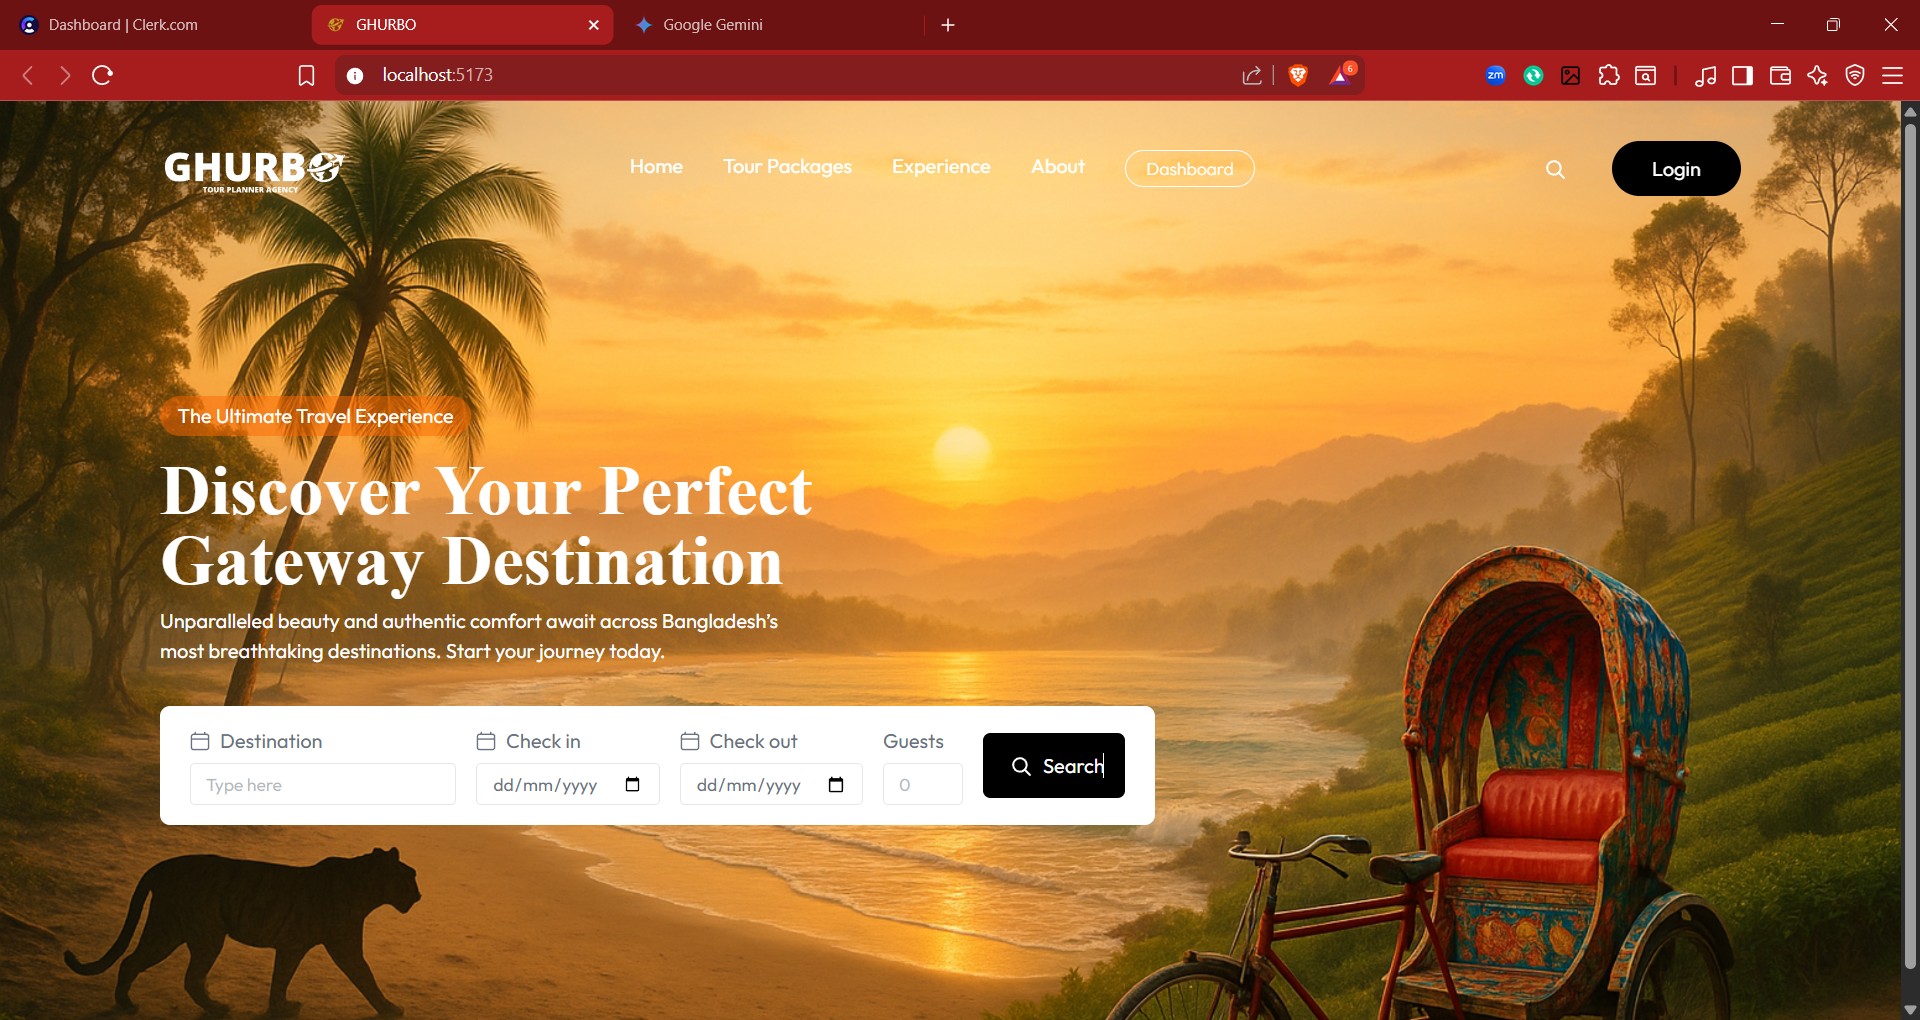 Dashboard | Clerk.com
GHURBO
Google Gemini
localhost:5173
6
zm
GHURBO
TOUR PLANNER AGENCY
Home
Tour Packages
Experience
About
Dashboard
Login
The Ultimate Travel Experience
Discover Your Perfect
Gateway Destination
Unparalleled beauty and authentic comfort await across Bangladesh’s
most breathtaking destinations. Start your journey today.
Destination
Check in
Check out
Guests
Type here
dd/mm/yyyy
dd/mm/yyyy
0
Search